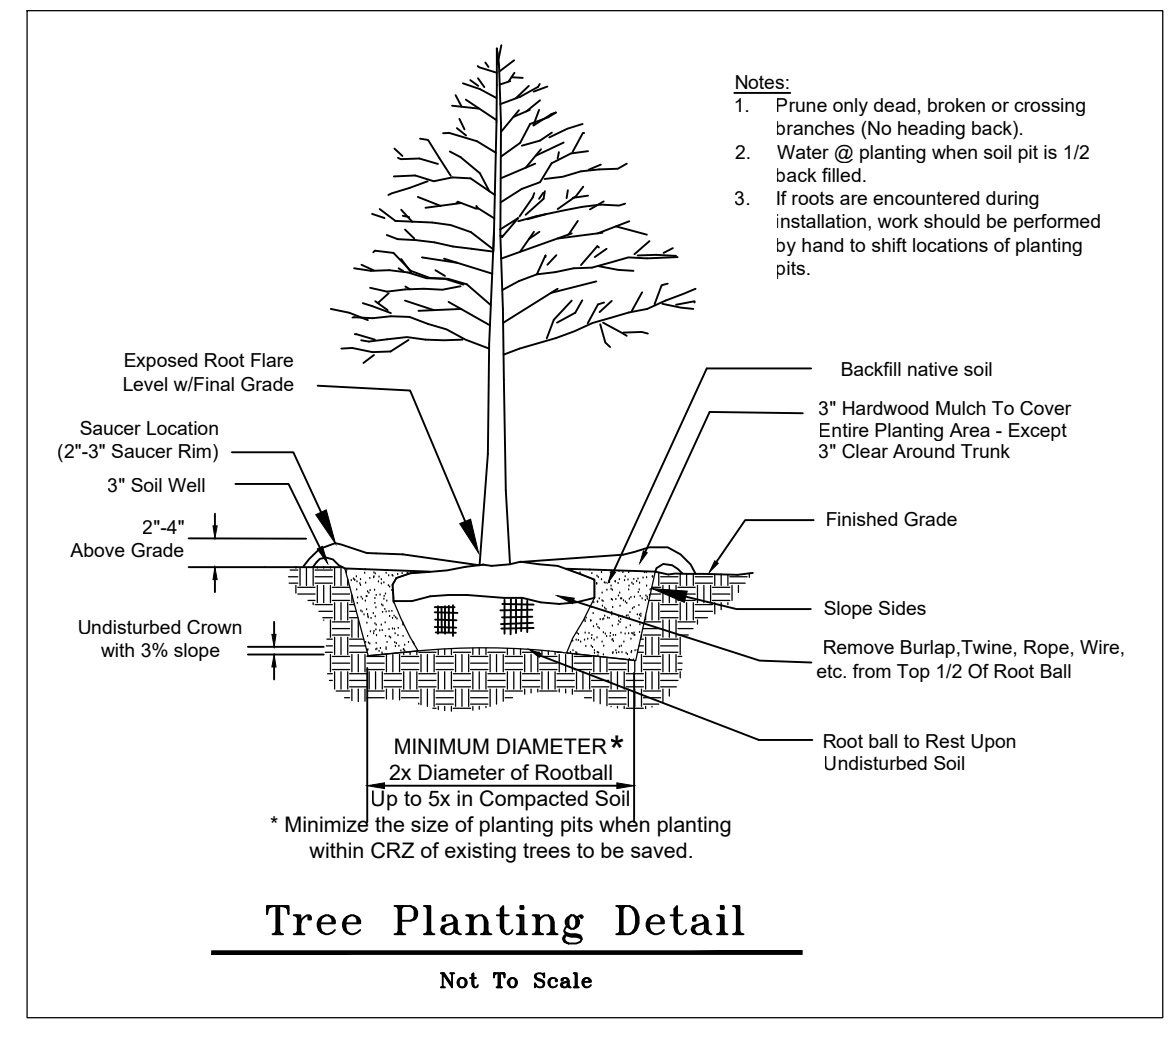 Notes:
1. Prune only dead, broken or crossing
branches (No heading back).
2. Water @ planting when soil pit is 1/2
back filled.
3. If roots are encountered during
installation, work should be performed
by hand to shift locations of planting
pits.
Exposed Root Flare
Level w/Final Grade
Saucer Location
(2"-3" Saucer Rim)
3" Soil Well
2"-4"
Above Grade
Undisturbed Crown
with 3% slope
Backfill native soil
3" Hardwood Mulch To Cover
Entire Planting Area - Except
3" Clear Around Trunk
Finished Grade
Slope Sides
Remove Burlap,Twine, Rope, Wire,
etc. from Top 1/2 Of Root Ball
Root ball to Rest Upon
Undisturbed Soil
MINIMUM DIAMETER*
2x Diameter of Rootball
Up to 5x in Compacted Soil
* Minimize the size of planting pits when planting
within CRZ of existing trees to be saved.
Tree Planting Detail
Not To Scale